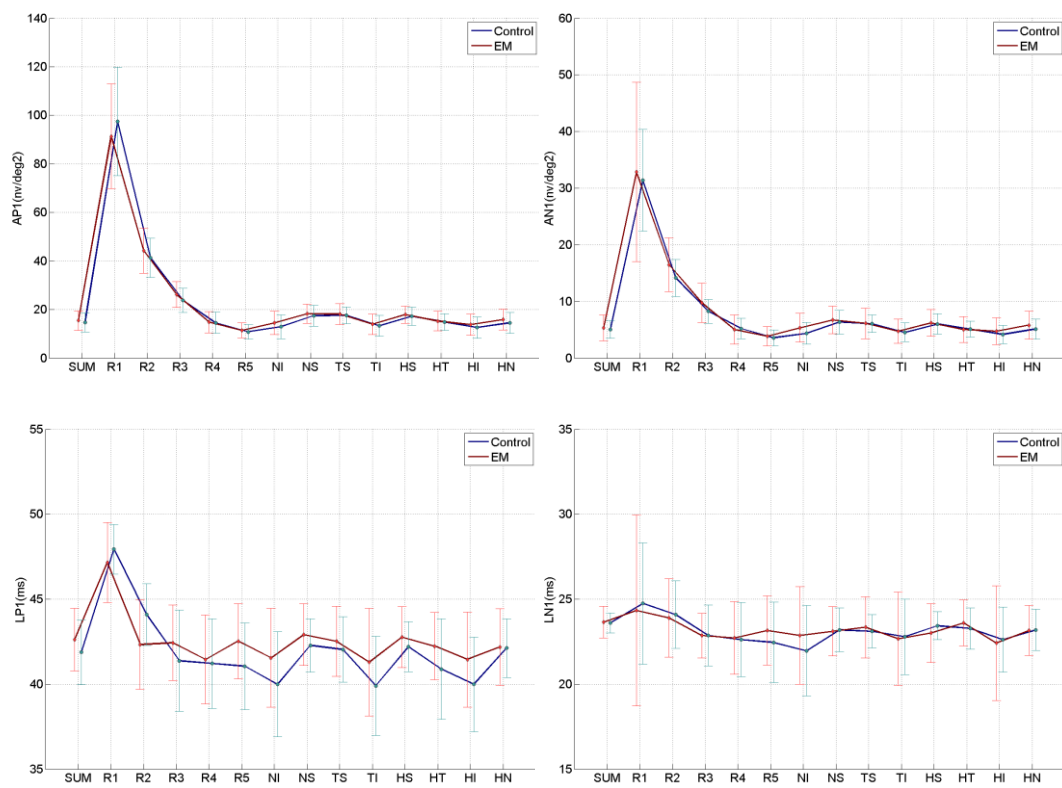 140
120
100
80
60
40
20
0
AP1(nv/deg2)
Control
EM
SUM R1 R2 R3 R4 R5 NI NS TS TI HS HT HI HN
60
50
40
30
20
10
0
AN1(nv/deg2)
Control
EM
SUM R1 R2 R3 R4 R5 NI NS TS TI HS HT HI HN
55
50
45
40
35
LP1(ms)
Control
EM
SUM R1 R2 R3 R4 R5 NI NS TS TI HS HT HI HN
35
30
25
20
15
LN1(ms)
Control
EM
SUM R1 R2 R3 R4 R5 NI NS TS TI HS HT HI HN